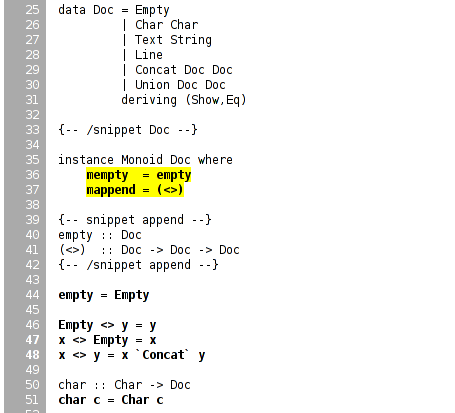 25 data Doc = Empty
26          | Char Char
27          | Text String
28          | Line
29          | Concat Doc Doc
30          | Union Doc Doc
31          deriving (Show,Eq)
32
33 {-- /snippet Doc --}
34
35 instance Monoid Doc where
36     mempty  = empty
37     mappend = (<>)
38
39 {-- snippet append --}
40 empty :: Doc
41 (<>)  :: Doc -> Doc -> Doc
42 {-- /snippet append --}
43
44 empty = Empty
45
46 Empty <> y = y
47 x <> Empty = x
48 x <> y = x `Concat` y
49
50 char :: Char -> Doc
51 char c = Char c